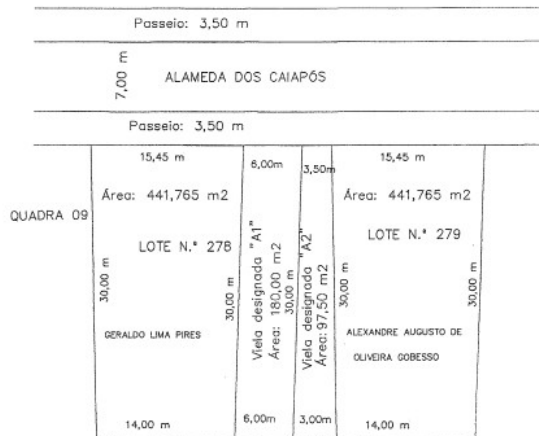 Passeio: 3,50 m
7,00 m
ALAMEDA DOS CAIAPÓS
Passeio: 3,50 m
15,45 m
6,00m
3,50m
15,45 m
Área: 441,765 m2
Área: 441,765 m2
QUADRA 09
LOTE N.º 278
LOTE N.º 279
30,00 m
30,00 m
Viela designada "A1"
Área: 180,00 m2
30,00 m
Viela designada "A2"
Área: 97,50 m2
30,00 m
30,00 m
GERALDO LIMA PIRES
ALEXANDRE AUGUSTO DE
OLIVEIRA GOBESSO
14,00 m
6,00m
3,00m
14,00 m